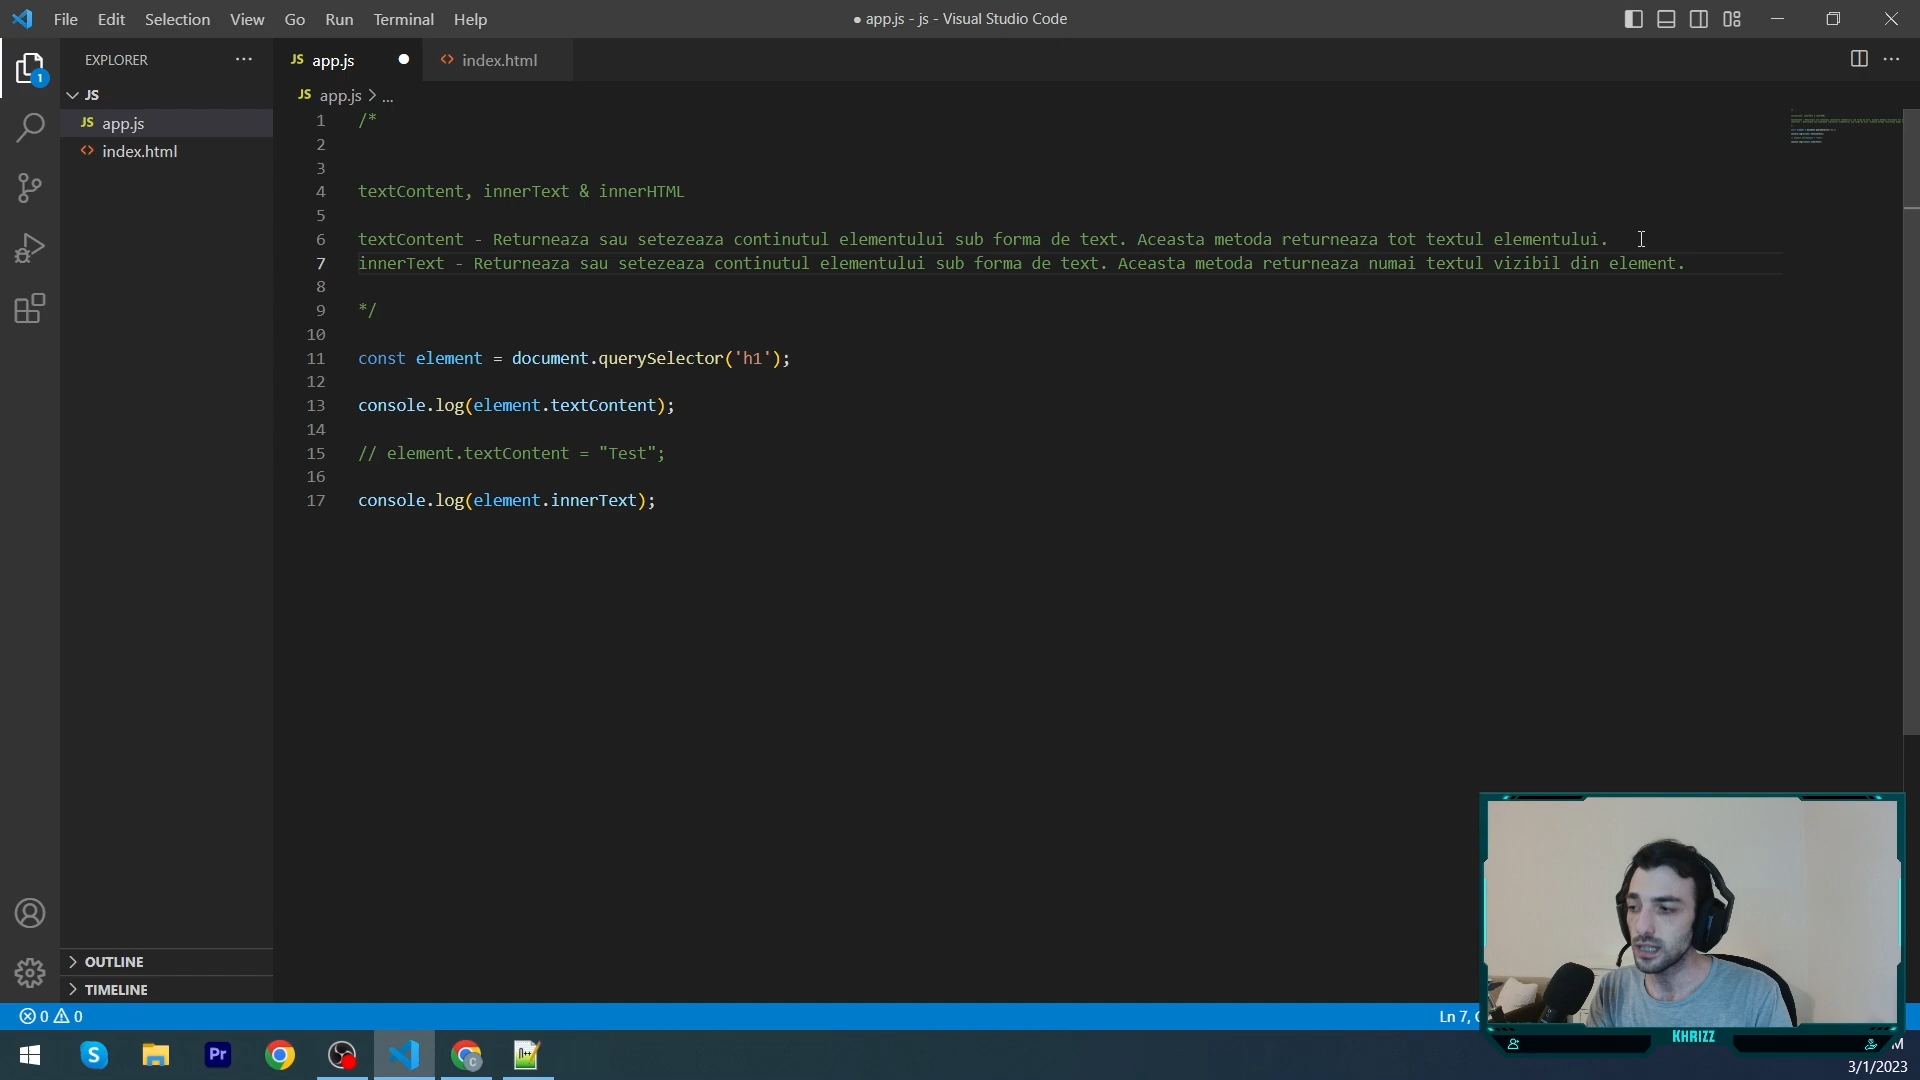 File Edit Selection View Go Run Terminal Help
● app.js - js - Visual Studio Code
EXPLORER
JS app.js
<> index.html
JS
JS app.js
<> index.html
1
JS app.js > ...
1 /*
2
3
4 textContent, innerText & innerHTML
5
6 textContent - Returneaza sau setezeaza continutul elementului sub forma de text. Aceasta metoda returneaza tot textul elementului.
7 innerText - Returneaza sau setezeaza continutul elementului sub forma de text. Aceasta metoda returneaza numai textul vizibil din element.
8
9 */
10
11 const element = document.querySelector('h1');
12
13 console.log(element.textContent);
14
15 // element.textContent = "Test";
16
17 console.log(element.innerText);
OUTLINE
TIMELINE
0 0
Ln 7,
KHRIZZ
S
Pr
M
3/1/2023